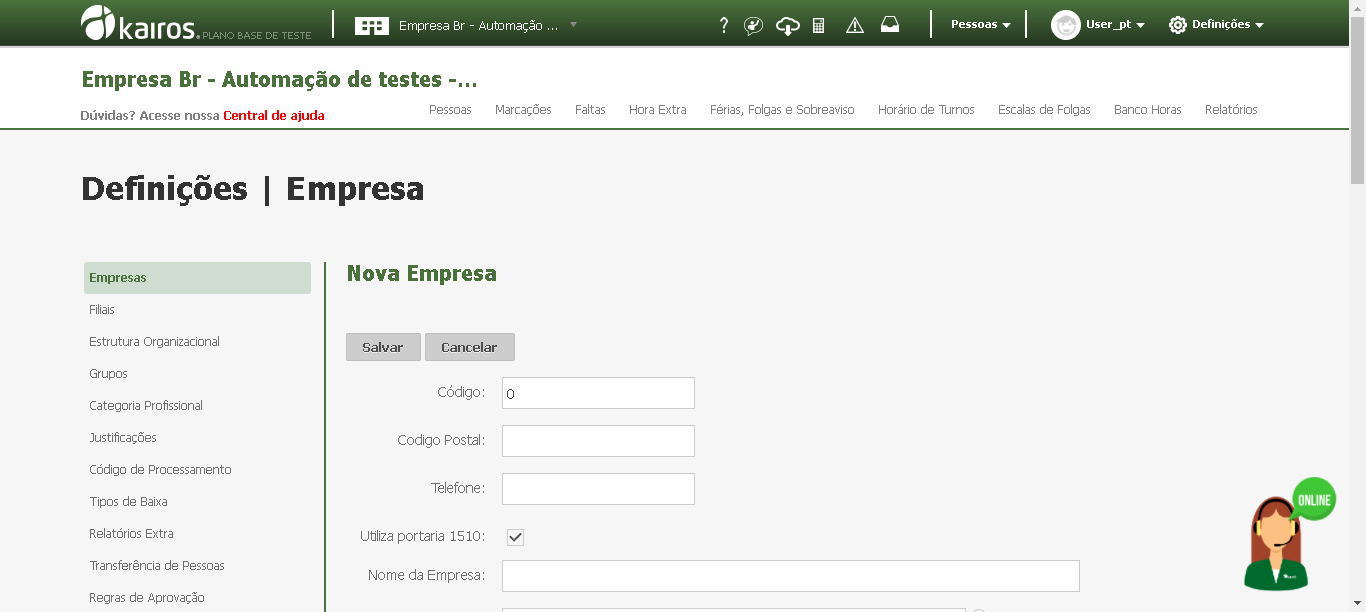 kairos. PLANO BASE DE TESTE
Empresa Br - Automação ...
?
Pessoas
User_pt
Definições
Empresa Br - Automação de testes -...
Dúvidas? Acesse nossa Central de ajuda
Pessoas Marcações Faltas Hora Extra Férias, Folgas e Sobreaviso Horário de Turnos Escalas de Folgas Banco Horas Relatórios
Definições | Empresa
Empresas
Filiais
Estrutura Organizacional
Grupos
Categoria Profissional
Justificações
Código de Processamento
Tipos de Baixa
Relatórios Extra
Transferência de Pessoas
Regras de Aprovação
Nova Empresa
Salvar Cancelar
Código: 0
Codigo Postal:
Telefone:
Utiliza portaria 1510:
Nome da Empresa:
ONLINE